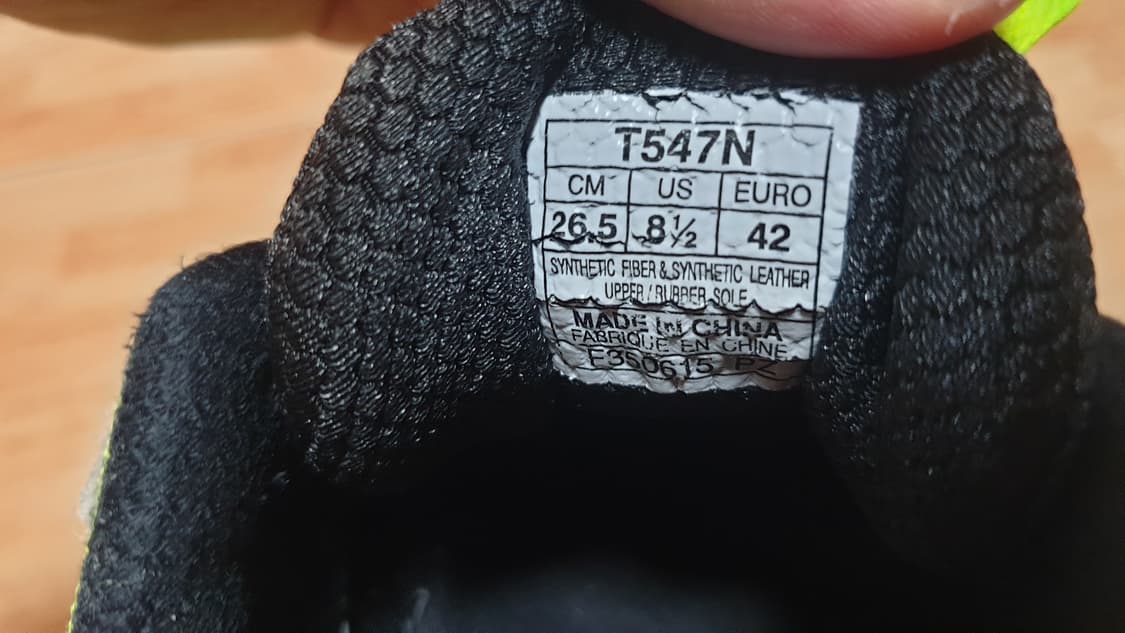 T547N
CM US EURO
26.5 8½ 42
SYNTHETIC FIBER & SYNTHETIC LEATHER
UPPER / RUBBER SOLE
MADE IN CHINA
FABRIQUE EN CHINE
E350615 PZ